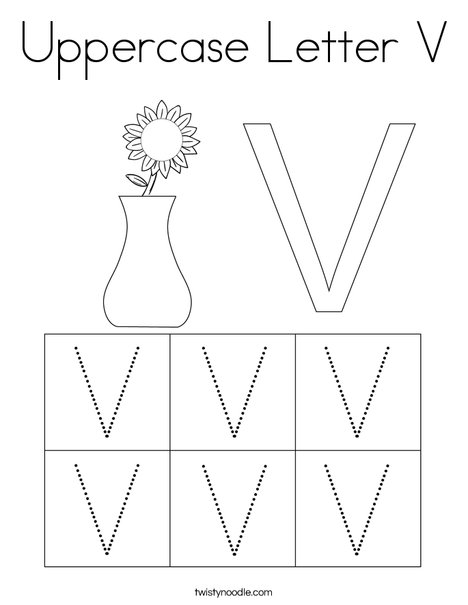 Uppercase Letter V
V
V V V
V V V
twistynoodle.com